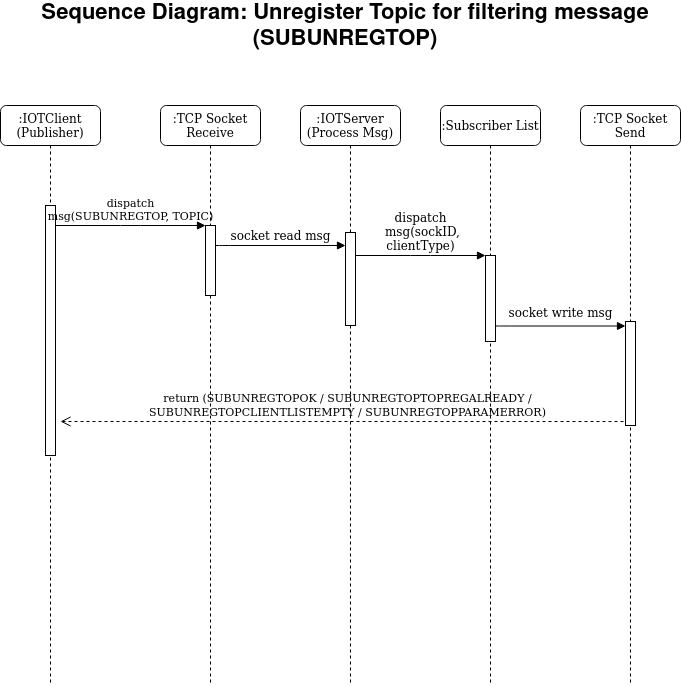 Sequence Diagram: Unregister Topic for filtering message
(SUBUNREGTOP)
:IOTClient
(Publisher)
:TCP Socket
Receive
:IOTServer
(Process Msg)
:Subscriber List
:TCP Socket
Send
dispatch
msg(SUBUNREGTOP, TOPIC)
socket read msg
dispatch
msg(sockID,
clientType)
socket write msg
return (SUBUNREGTOPOK / SUBUNREGTOPTOPREGALREADY /
SUBUNREGTOPCLIENTLISTEMPTY / SUBUNREGTOPPARAMERROR)